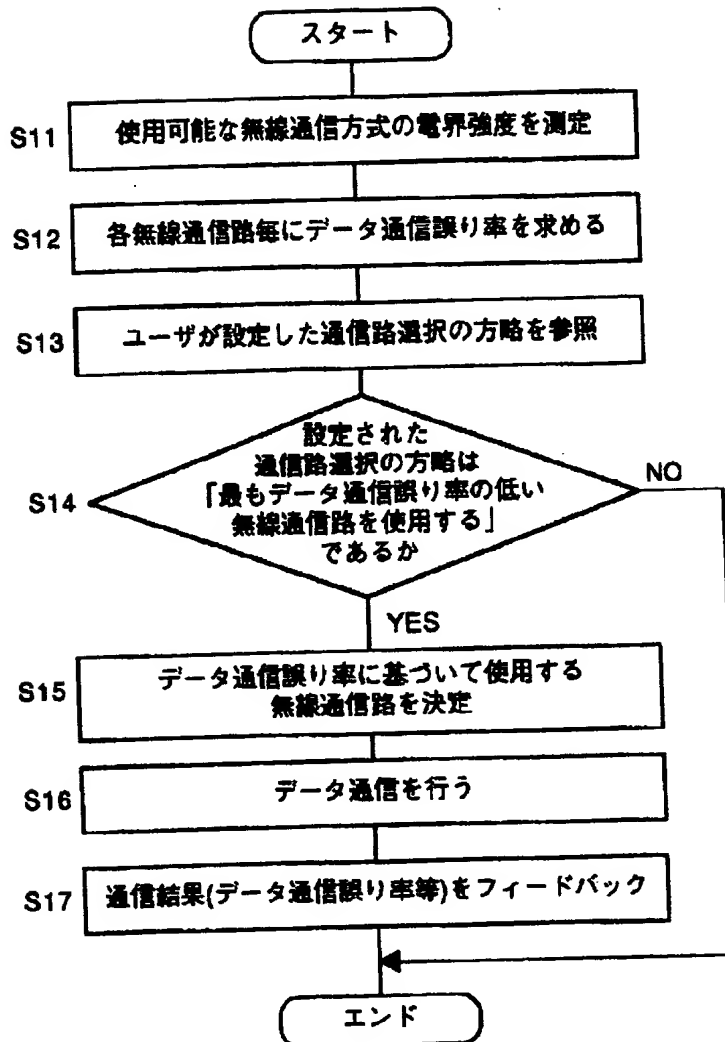 スタート
S11 使用可能な無線通信方式の電界強度を測定
S12 各無線通信路毎にデータ通信誤り率を求める
S13 ユーザが設定した通信路選択の方略を参照
設定された
通信路選択の方略は
S14 「最もデータ通信誤り率の低い
無線通信路を使用する」
であるか
NO
YES
S15 データ通信誤り率に基づいて使用する
無線通信路を決定
S16 データ通信を行う
S17 通信結果(データ通信誤り率等)をフィードバック
エンド